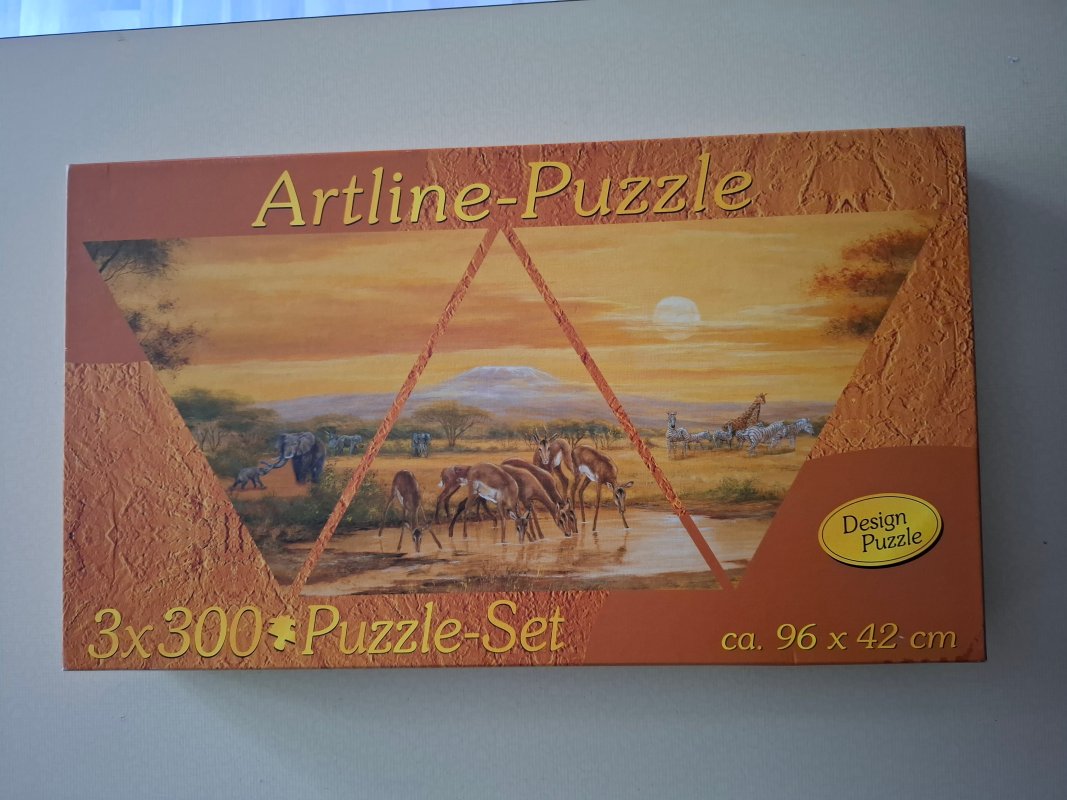 Artline-Puzzle
Design
Puzzle
3x300 Puzzle-Set
ca. 96 x 42 cm